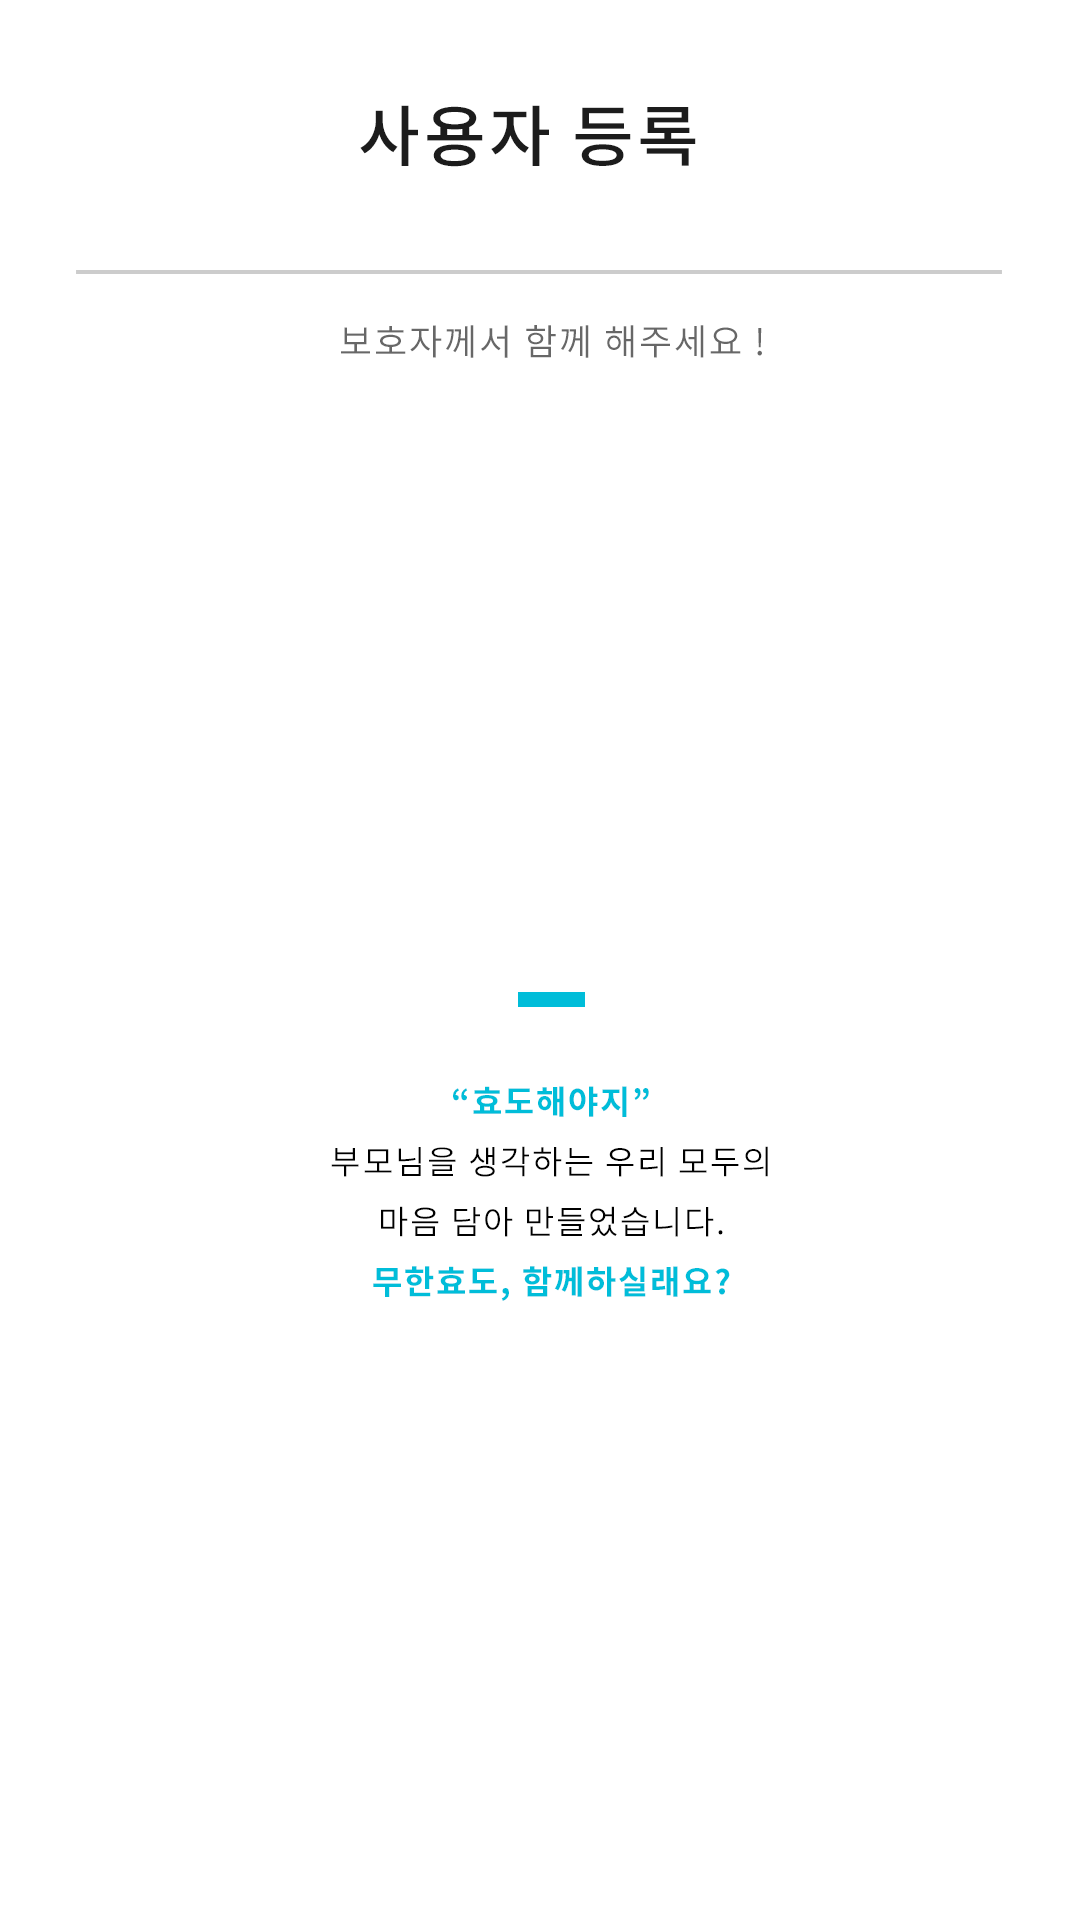 사용자 등록
보호자께서 함께 해주세요 !
“효도해야지”
부모님을 생각하는 우리 모두의
마음 담아 만들었습니다.
무한효도, 함께하실래요?